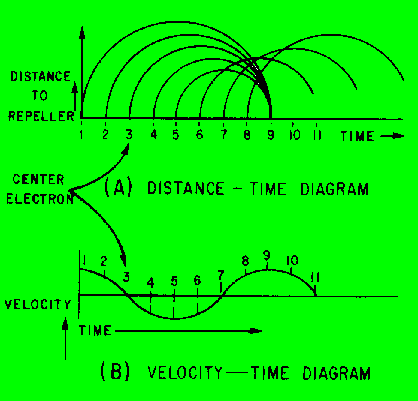 DISTANCE
TO
REPELLER
1 2 3 4 5 6 7 8 9 10 11 TIME
CENTER
ELECTRON
(A) DISTANCE - TIME DIAGRAM
1 2 3 4 5 6 7 8 9 10 11
VELOCITY
TIME
(B) VELOCITY - TIME DIAGRAM